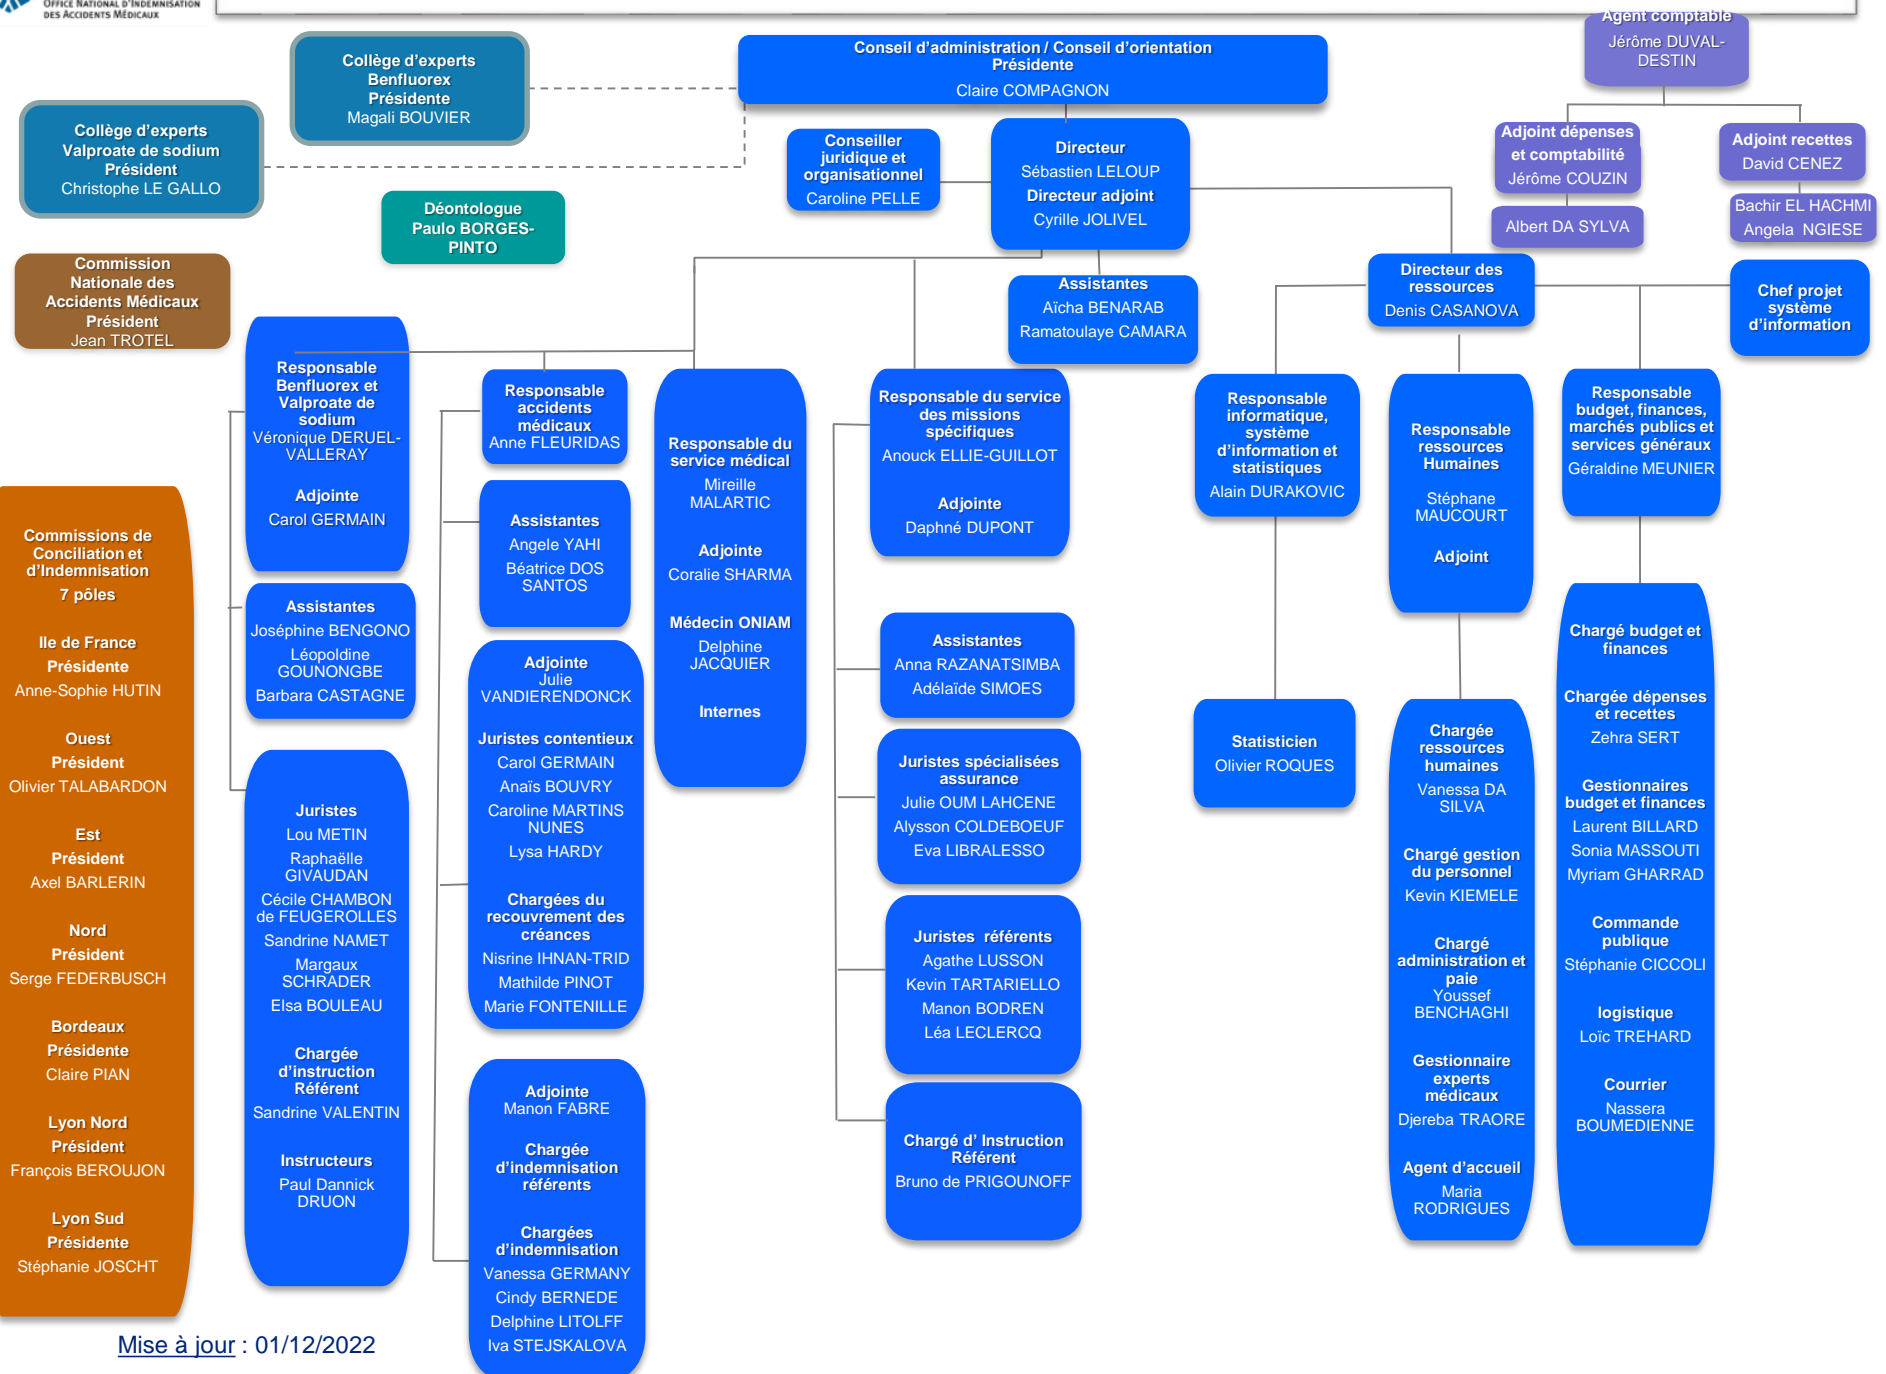 OFFICE NATIONAL D'INDEMNISATION
DES ACCIDENTS MÉDICAUX
Collège d'experts
Benfluorex
Présidente
Magali BOUVIER
Conseil d'administration / Conseil d'orientation
Présidente
Claire COMPAGNON
Agent comptable
Jérôme DUVAL-
DESTIN
Collège d'experts
Valproate de sodium
Président
Christophe LE GALLO
Conseiller
juridique et
organisationnel
Caroline PELLE
Directeur
Sébastien LELOUP
Directeur adjoint
Cyrille JOLIVEL
Adjoint dépenses
et comptabilité
Jérôme COUZIN
Albert DA SYLVA
Adjoint recettes
David CENEZ
Bachir EL HACHMI
Angela NGIESE
Déontologue
Paulo BORGES-
PINTO
Commission
Nationale des
Accidents Médicaux
Président
Jean TROTEL
Assistantes
Aïcha BENARAB
Ramatoulaye CAMARA
Directeur des
ressources
Denis CASANOVA
Chef projet
système
d'information
Responsable
Benfluorex et
Valproate de
sodium
Véronique DERUEL-
VALLERAY
Adjointe
Carol GERMAIN
Responsable
accidents
médicaux
Anne FLEURIDAS
Responsable du
service médical
Mireille
MALARTIC
Adjointe
Coralie SHARMA
Médecin ONIAM
Delphine
JACQUIER
Internes
Responsable du service
des missions
spécifiques
Anouck ELLIE-GUILLOT
Adjointe
Daphné DUPONT
Responsable
informatique,
système
d'information et
statistiques
Alain DURAKOVIC
Responsable
ressources
Humaines
Stéphane
MAUCOURT
Adjoint
Responsable
budget, finances,
marchés publics et
services généraux
Géraldine MEUNIER
Commissions de
Conciliation et
d'Indemnisation
7 pôles
Ile de France
Présidente
Anne-Sophie HUTIN
Ouest
Président
Olivier TALABARDON
Est
Président
Axel BARLERIN
Nord
Président
Serge FEDERBUSCH
Bordeaux
Présidente
Claire PIAN
Lyon Nord
Président
François BEROUJON
Lyon Sud
Présidente
Stéphanie JOSCHT
Assistantes
Joséphine BENGONO
Léopoldine
GOUNONGBE
Barbara CASTAGNE
Juristes
Lou METIN
Raphaëlle
GIVAUDAN
Cécile CHAMBON
de FEUGEROLLES
Sandrine NAMET
Margaux
SCHRADER
Elsa BOULEAU
Chargée
d'instruction
Référent
Sandrine VALENTIN
Instructeurs
Paul Dannick
DRUON
Assistantes
Angele YAHI
Béatrice DOS
SANTOS
Adjointe
Julie
VANDIERENDONCK
Juristes contentieux
Carol GERMAIN
Anaïs BOUVRY
Caroline MARTINS
NUNES
Lysa HARDY
Chargées du
recouvrement des
créances
Nisrine IHNAN-TRID
Mathilde PINOT
Marie FONTENILLE
Adjointe
Manon FABRE
Chargée
d'indemnisation
référents
Chargées
d'indemnisation
Vanessa GERMANY
Cindy BERNEDE
Delphine LITOLFF
Iva STEJSKALOVA
Assistantes
Anna RAZANATSIMBA
Adélaïde SIMOES
Juristes spécialisées
assurance
Julie OUM LAHCENE
Alysson COLDEBOEUF
Eva LIBRALESSO
Juristes référents
Agathe LUSSON
Kevin TARTARIELLO
Manon BODREN
Léa LECLERCQ
Chargé d' Instruction
Référent
Bruno de PRIGOUNOFF
Statisticien
Olivier ROQUES
Chargée
ressources
humaines
Vanessa DA
SILVA
Chargé gestion
du personnel
Kevin KIEMELE
Chargé
administration et
paie
Youssef
BENCHAGHI
Gestionnaire
experts
médicaux
Djereba TRAORE
Agent d'accueil
Maria
RODRIGUES
Chargé budget et
finances
Chargée dépenses
et recettes
Zehra SERT
Gestionnaires
budget et finances
Laurent BILLARD
Sonia MASSOUTI
Myriam GHARRAD
Commande
publique
Stéphanie CICCOLI
logistique
Loïc TREHARD
Courrier
Nassera
BOUMEDIENNE
Mise à jour : 01/12/2022